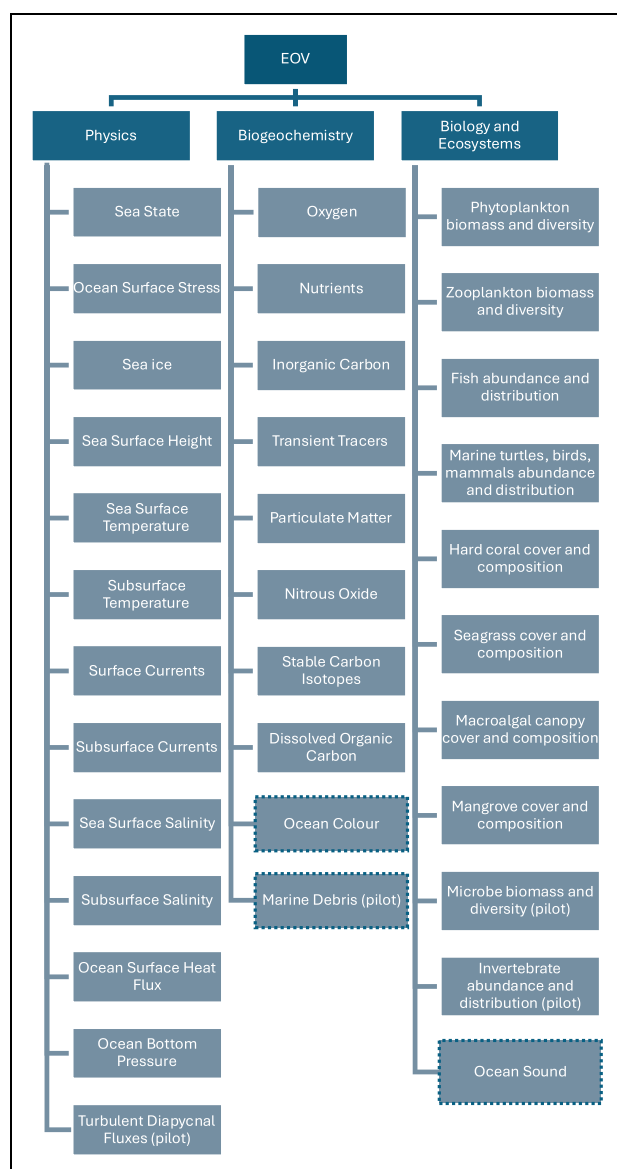 EOV
Physics
Biogeochemistry
Biology and
Ecosystems
Sea State
Ocean Surface Stress
Sea ice
Sea Surface Height
Sea Surface
Temperature
Subsurface
Temperature
Surface Currents
Subsurface Currents
Sea Surface Salinity
Subsurface Salinity
Ocean Surface Heat
Flux
Ocean Bottom
Pressure
Turbulent Diapycnal
Fluxes (pilot)
Oxygen
Nutrients
Inorganic Carbon
Transient Tracers
Particulate Matter
Nitrous Oxide
Stable Carbon
Isotopes
Dissolved Organic
Carbon
Ocean Colour
Marine Debris (pilot)
Phytoplankton
biomass and diversity
Zooplankton biomass
and diversity
Fish abundance and
distribution
Marine turtles, birds,
mammals abundance
and distribution
Hard coral cover and
composition
Seagrass cover and
composition
Macroalgal canopy
cover and composition
Mangrove cover and
composition
Microbe biomass and
diversity (pilot)
Invertebrate
abundance and
distribution (pilot)
Ocean Sound